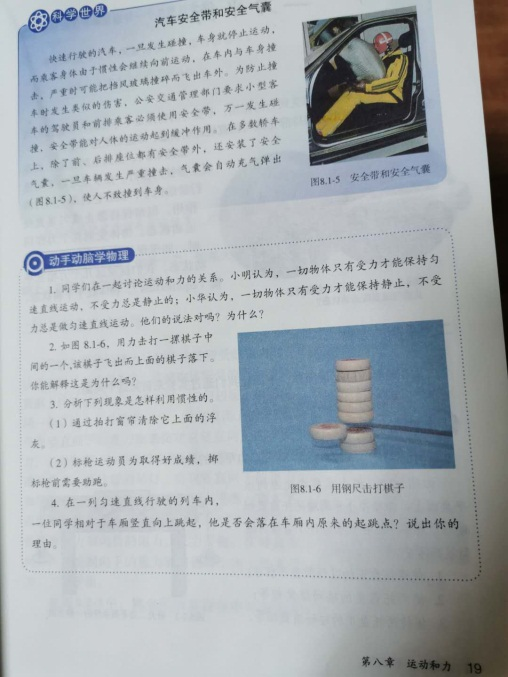 科学世界
汽车安全带和安全气囊
快速行驶的汽车，一旦发生碰撞，车身就停止运动，
而乘客身体由于惯性会继续向前运动，在车内与车身撞
击，严重时可能把挡风玻璃撞碎而飞出车外。为防止撞
车时发生类似的伤害，公安交通管理部门要求小型客
车的驾驶员和前排乘客必须使用安全带，万一发生碰
撞，安全带能对人体的运动起到缓冲作用。在多数轿车
上，除了前、后排座位都有安全带外，还安装了安全
气囊，一旦车辆发生严重撞击，气囊会自动充气弹出
(图8.1-5)，使人不致撞到车身。
图8.1-5 安全带和安全气囊
动手动脑学物理
1. 同学们在一起讨论运动和力的关系。小明认为，一切物体只有受力才能保持匀
速直线运动，不受力总是静止的；小华认为，一切物体只有受力才能保持静止，不受
力总是做匀速直线运动。他们的说法对吗？为什么？
2. 如图 8.1-6，用力击打一摞棋子中
间的一个,该棋子飞出而上面的棋子落下。
你能解释这是为什么吗？
3. 分析下列现象是怎样利用惯性的。
(1) 通过拍打窗帘清除它上面的浮
灰。
(2) 标枪运动员为取得好成绩，掷
标枪前需要助跑。
图8.1-6 用钢尺击打棋子
4. 在一列匀速直线行驶的列车内，
一位同学相对于车厢竖直向上跳起，他是否会落在车厢内原来的起跳点？说出你的
理由。
第八章 运动和力 19